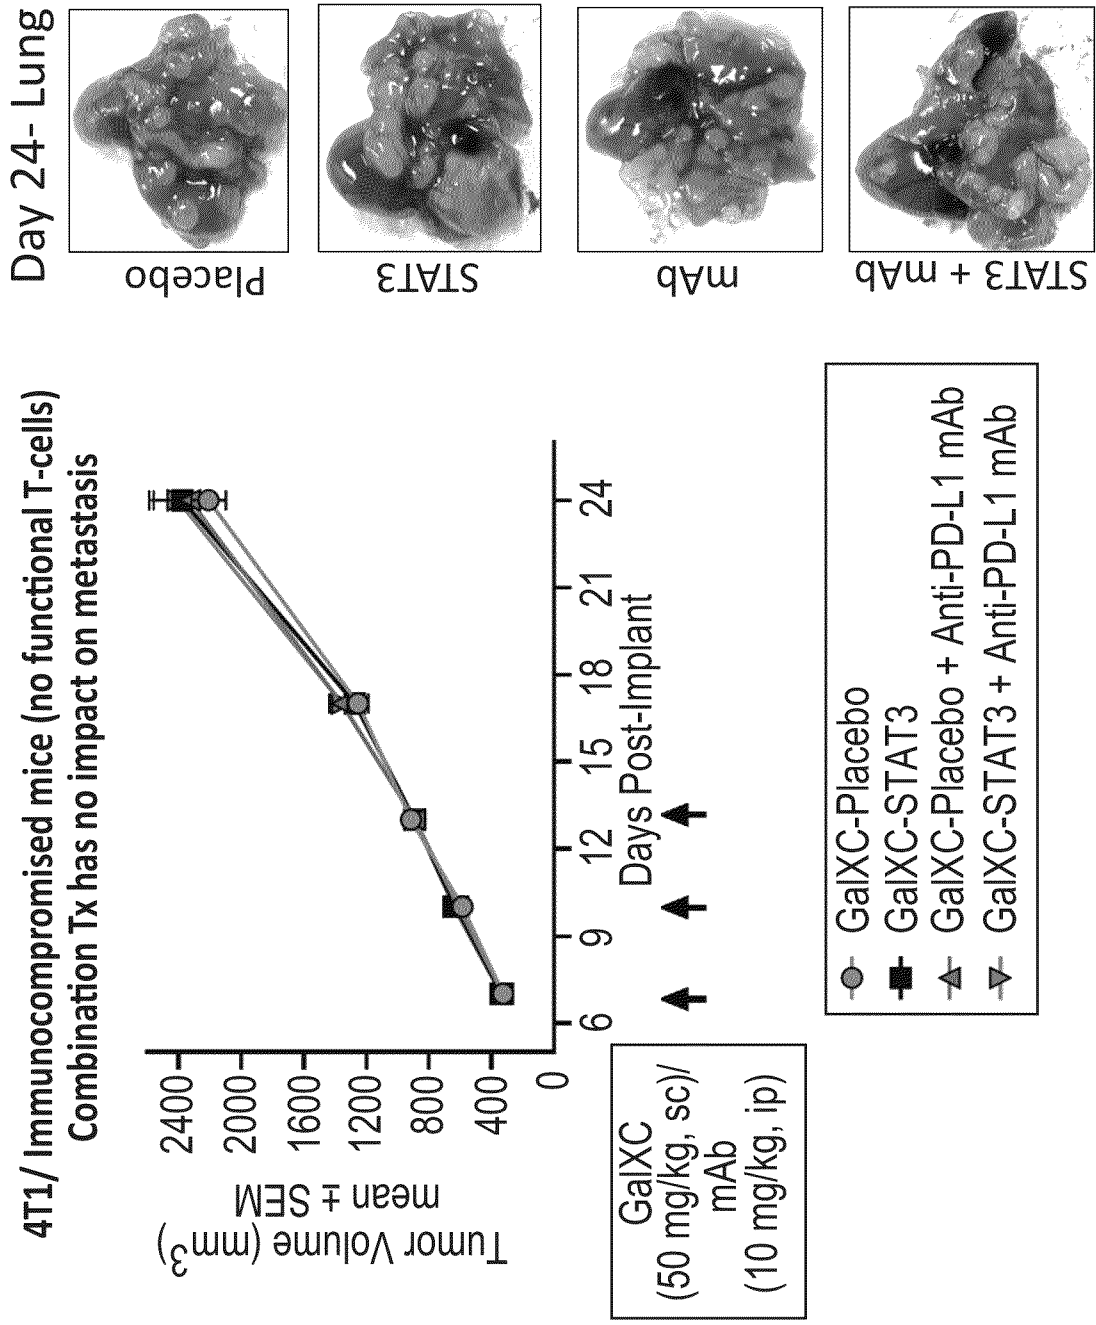 4T1/ Immunocompromised mice (no functional T-cells)
Combination Tx has no impact on metastasis
Tumor Volume (mm3)
mean ± SEM
2400
2000
1600
1200
800
400
0
6
9
12
15
18
21
24
Days Post-Implant
GalXC
(50 mg/kg, sc)/
mAb
(10 mg/kg, ip)
GalXC-Placebo
GalXC-STAT3
GalXC-Placebo + Anti-PD-L1 mAb
GalXC-STAT3 + Anti-PD-L1 mAb
Day 24- Lung
Placebo
STAT3
mAb
STAT3 + mAb